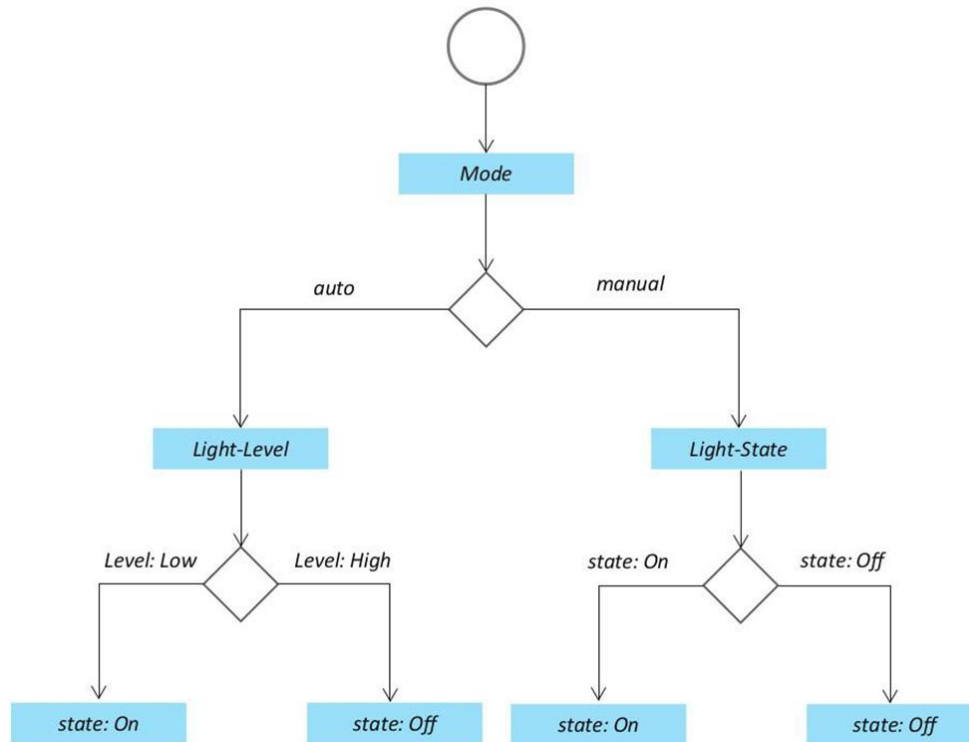 Mode
auto
manual
Light-Level
Light-State
Level: Low
Level: High
state: On
state: Off
state: On
state: Off
state: On
state: Off